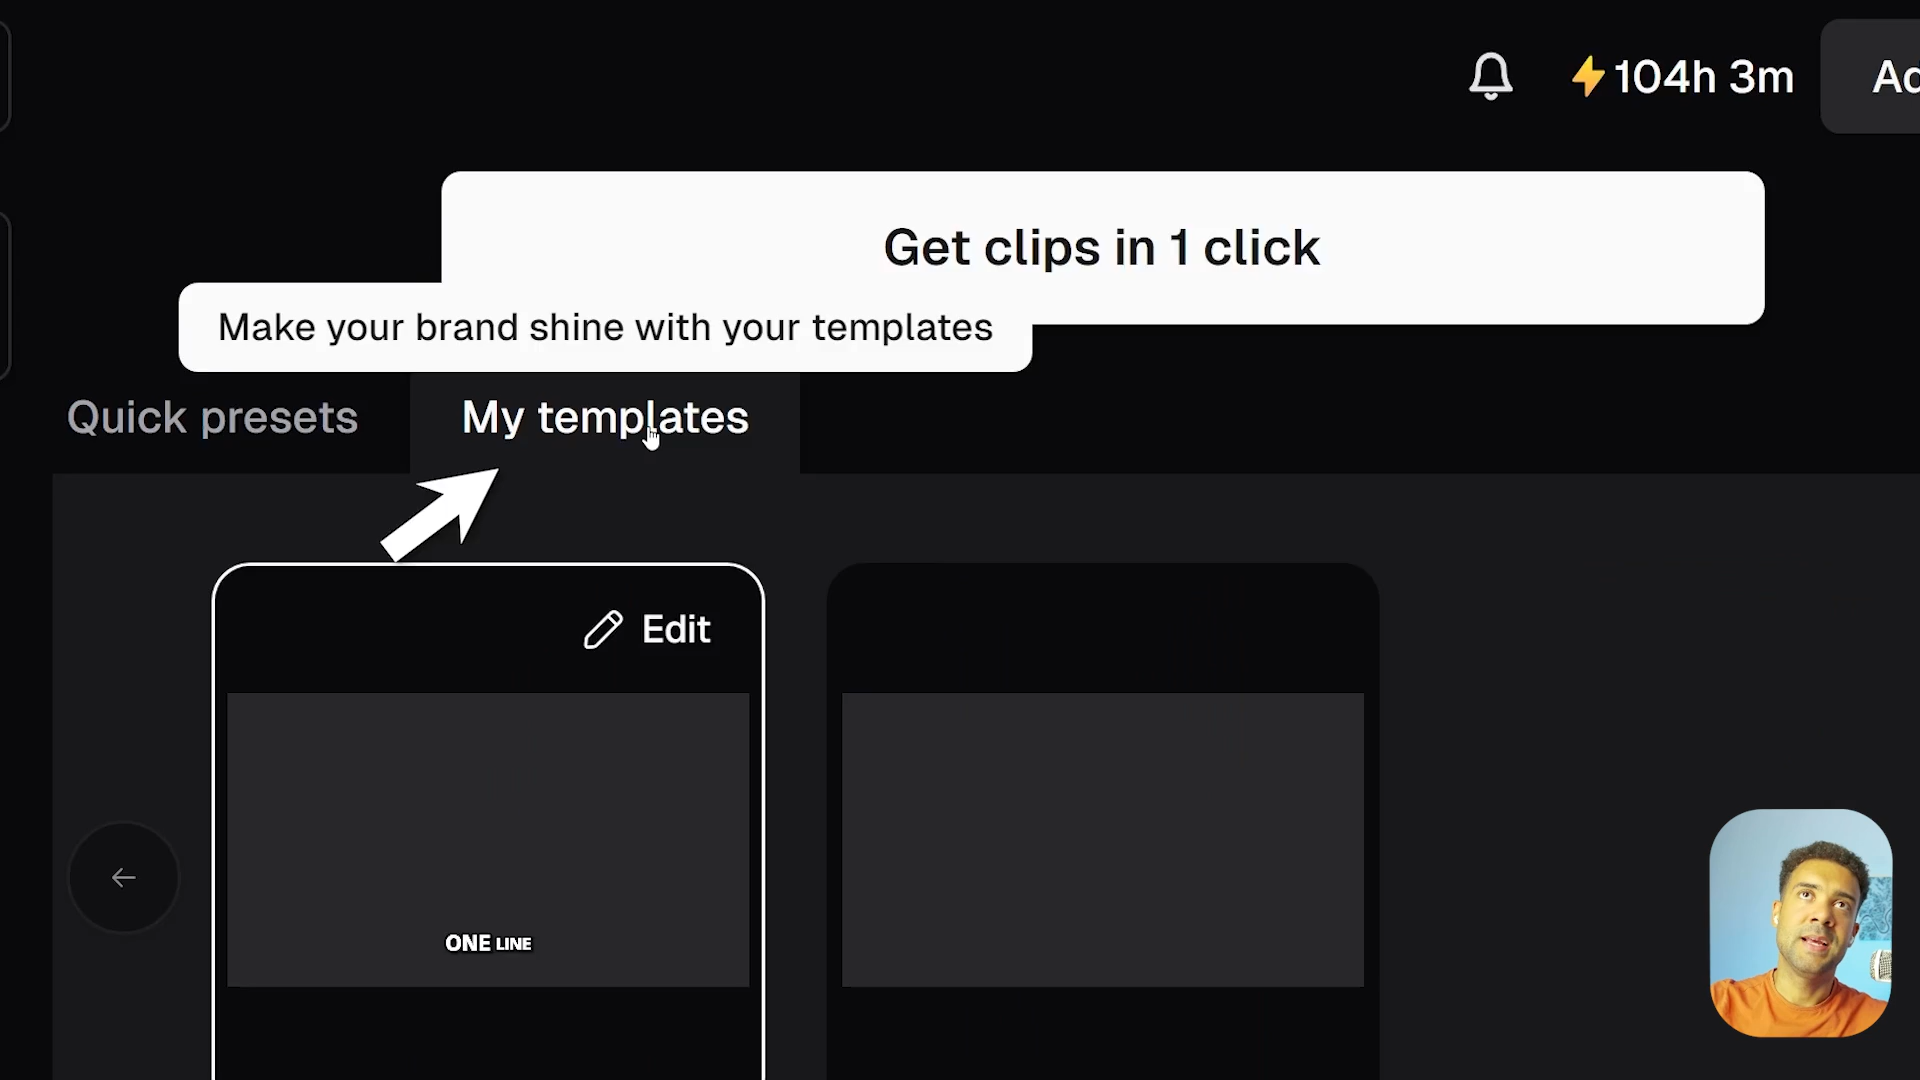 104h 3m
Get clips in 1 click
Make your brand shine with your templates
Quick presets
My templates
Edit
ONE LINE